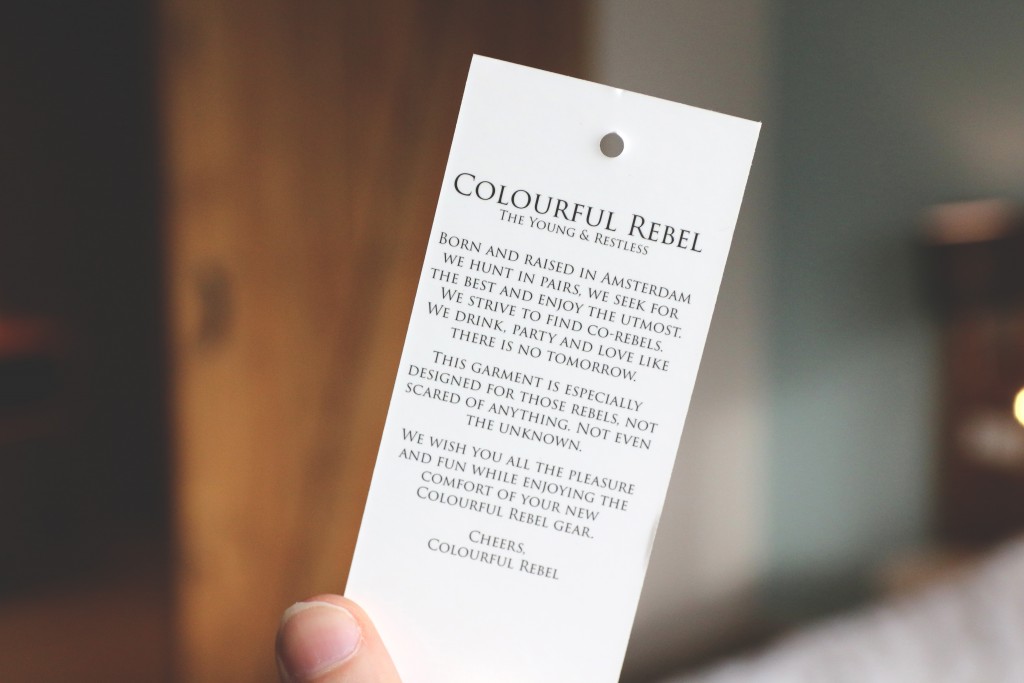 COLOURFUL REBEL
THE YOUNG & RESTLESS
BORN AND RAISED IN AMSTERDAM
WE HUNT IN PAIRS, WE SEEK FOR
THE BEST AND ENJOY THE UTMOST.
WE STRIVE TO FIND CO-REBELS.
WE DRINK, PARTY AND LOVE LIKE
THERE IS NO TOMORROW.
THIS GARMENT IS ESPECIALLY
DESIGNED FOR THOSE REBELS, NOT
SCARED OF ANYTHING. NOT EVEN
THE UNKNOWN.
WE WISH YOU ALL THE PLEASURE
AND FUN WHILE ENJOYING THE
COMFORT OF YOUR NEW
COLOURFUL REBEL GEAR.
CHEERS,
COLOURFUL REBEL